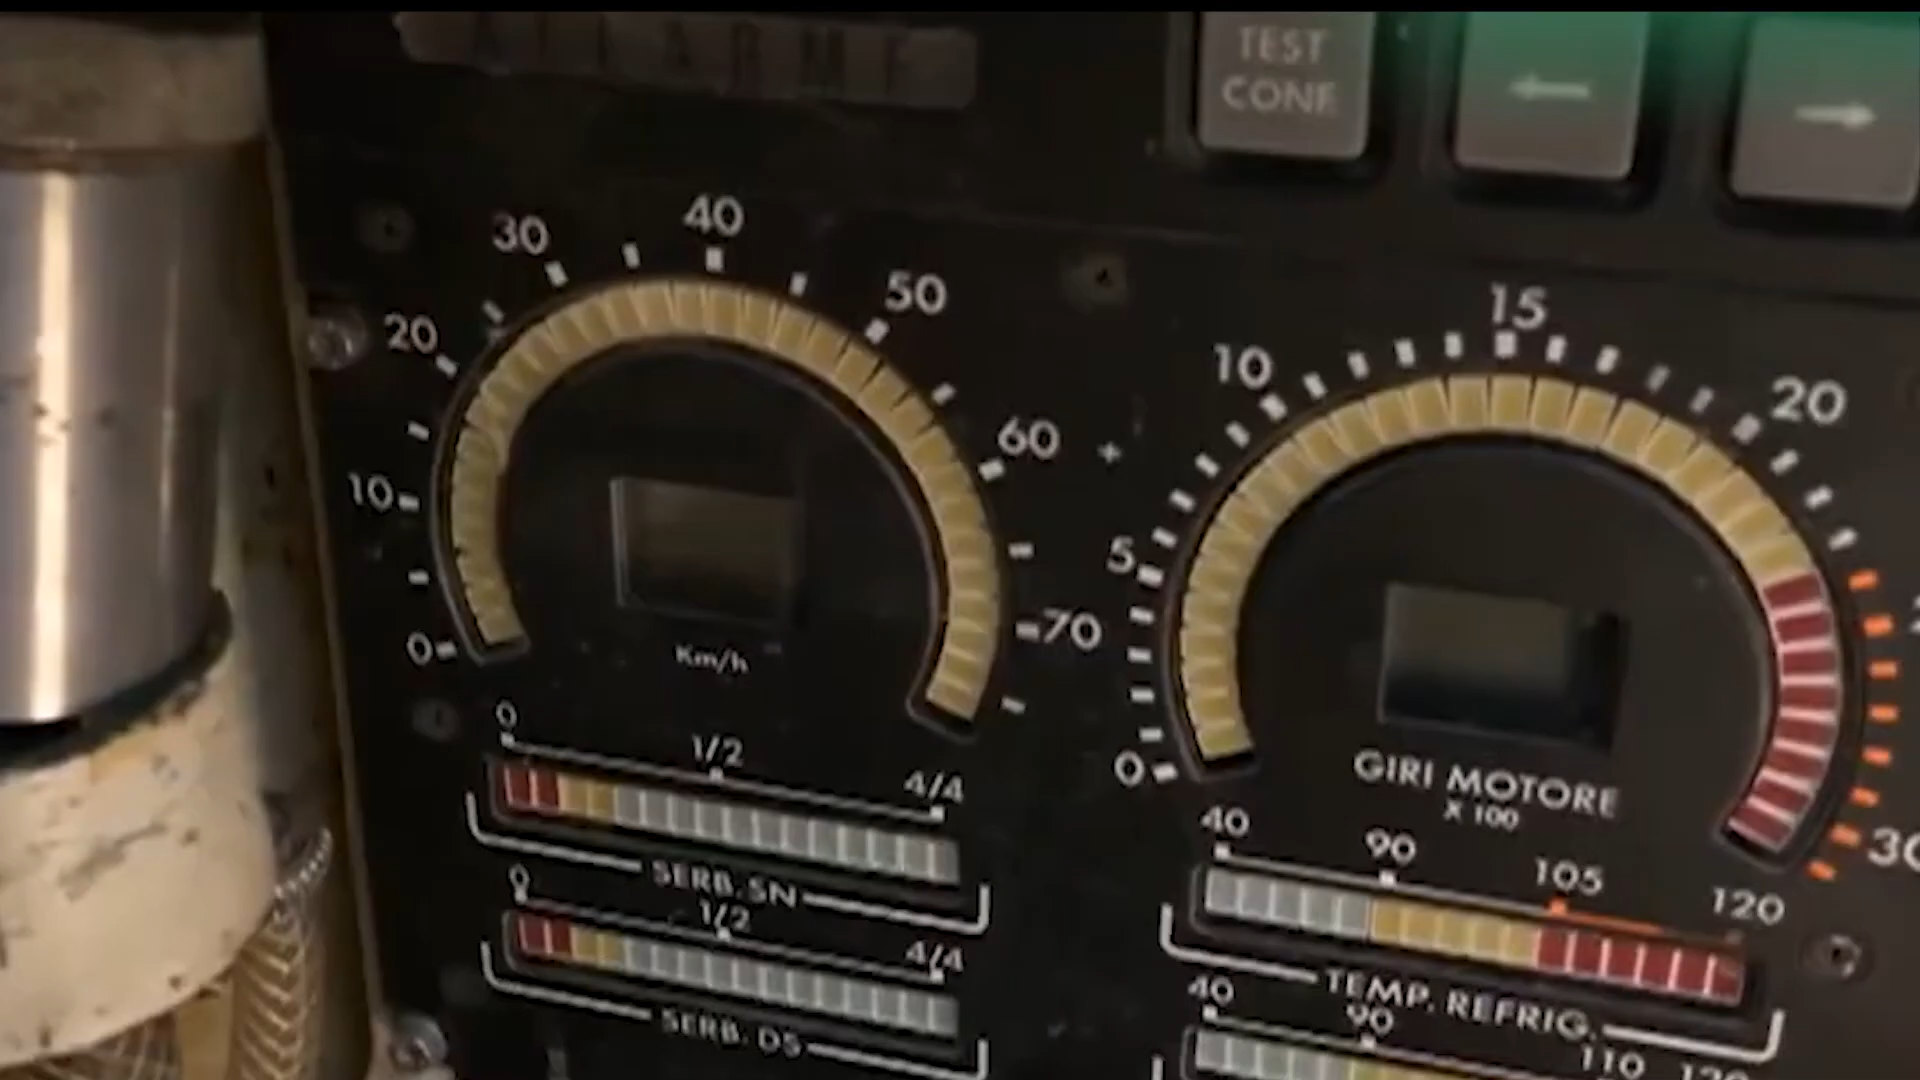 ALLARMI
TEST
CONF.
←
→
0
10
20
30
40
50
60
70
Km/h
+
0
5
10
15
20
30
GIRI MOTORE
X 100
0 1/2 4/4
SERB. SN
0 1/2 4/4
SERB. DS
40 90 105 120
TEMP. REFRIG.
40 90 110 120